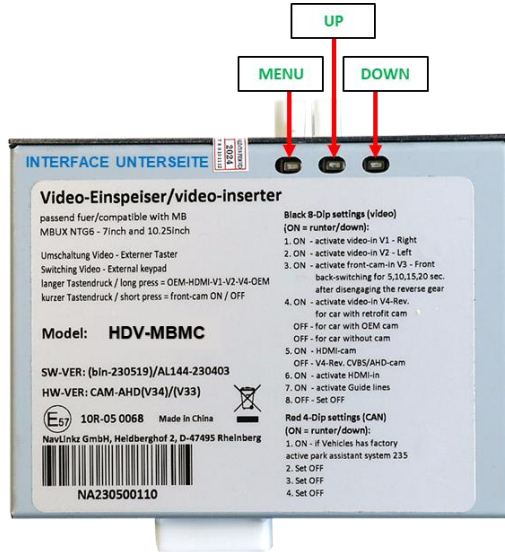 UP
MENU
DOWN
INTERFACE UNTERSEITE
2024
Video-Einspeiser/video-inserter
passend fuer/compatible with MB
MBUX NTG6 - 7inch and 10.25inch
Umschaltung Video - Externer Taster
Switching Video - External keypad
langer Tastendruck / long press = OEM-HDMI-V1-V2-V4-OEM
kurzer Tastendruck / short press = front-cam ON / OFF
Model: HDV-MBMC
SW-VER: (bin-230519)/AL144-230403
HW-VER: CAM-AHD(V34)/(V33)
E57 10R-05 0068 Made in China
NavLinkz GmbH, Heidberghof 2, D-47495 Rheinberg
NA230500110
Black 8-Dip settings (video)
(ON = runter/down):
1. ON - activate video-in V1 - Right
2. ON - activate video-in V2 - Left
3. ON - activate front-cam-in V3 - Front
back-switching for 5,10,15,20 sec.
after disengaging the reverse gear
4. ON - activate video-in V4-Rev.
for car with retrofit cam
OFF - for car with OEM cam
OFF - for car without cam
5. ON - HDMI-cam
OFF - V4-Rev. CVBS/AHD-cam
6. ON - activate HDMI-in
7. ON - activate Guide lines
8. OFF - Set OFF
Red 4-Dip settings (CAN)
(ON = runter/down):
1. ON - if Vehicles has factory
active park assistant system 235
2. Set OFF
3. Set OFF
4. Set OFF